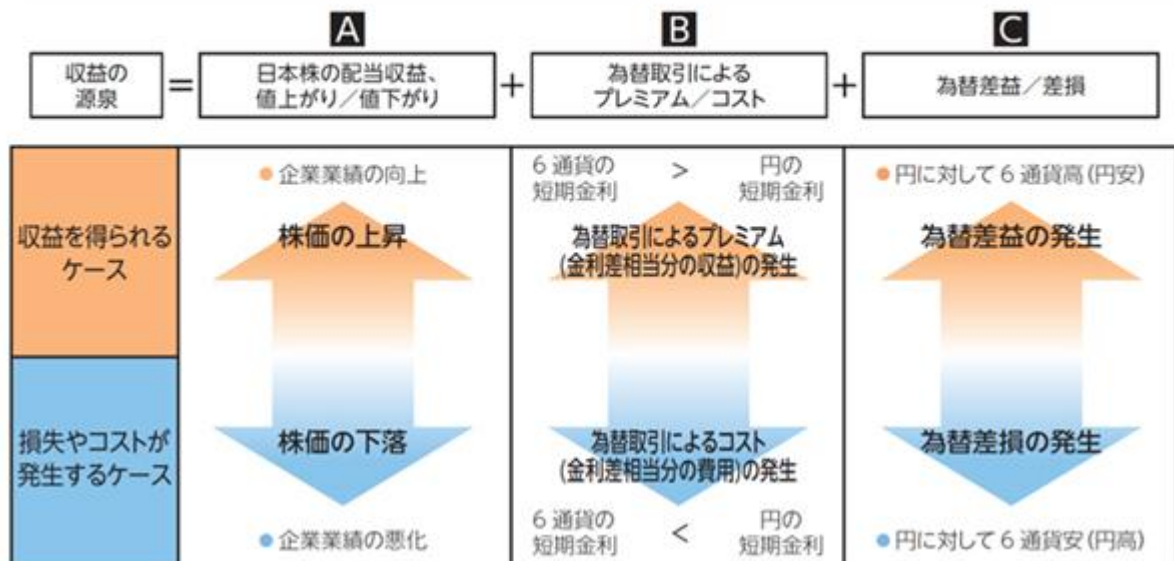 A
B
C
収益の
源泉
=
日本株の配当収益、
値上がり/値下がり
+
為替取引による
プレミアム/コスト
+
為替差益/差損
収益を得られる
ケース
●企業業績の向上
株価の上昇
6通貨の
短期金利
>
円の
短期金利
為替取引によるプレミアム
(金利差相当分の収益)の発生
●円に対して6通貨高(円安)
為替差益の発生
損失やコストが
発生するケース
株価の下落
●企業業績の悪化
為替取引によるコスト
(金利差相当分の費用)の発生
6通貨の
短期金利
<
円の
短期金利
為替差損の発生
●円に対して6通貨安(円高)